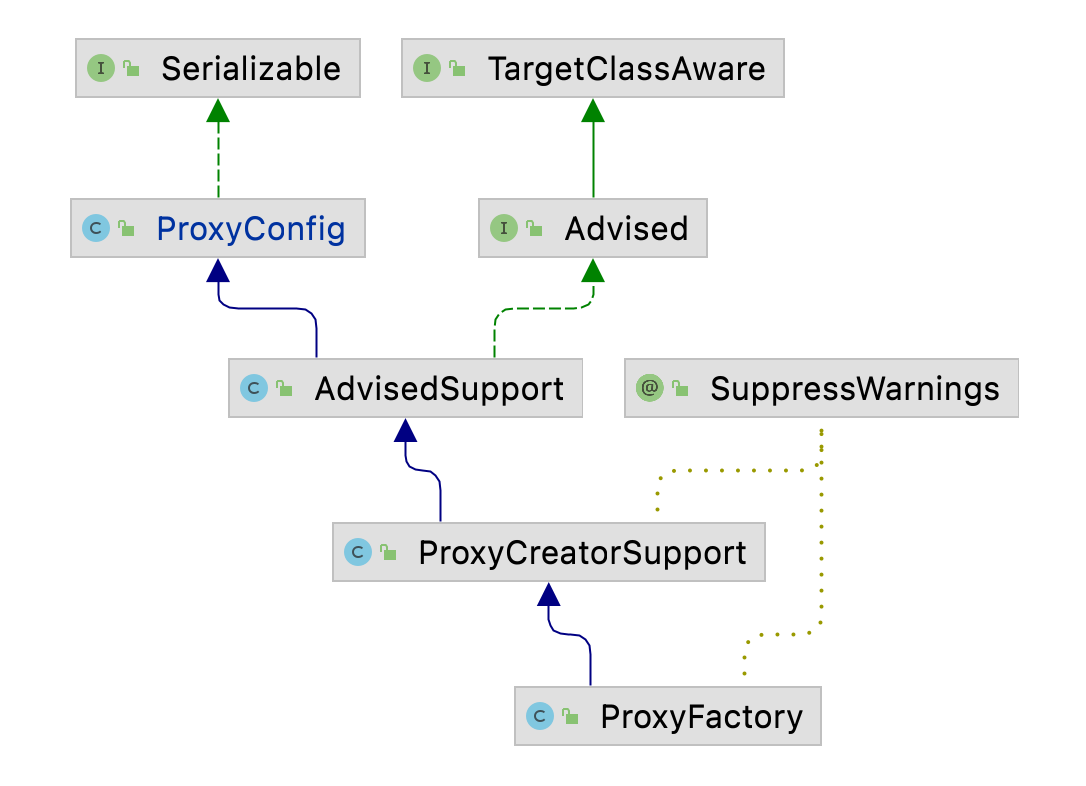 I Serializable
I TargetClassAware
C ProxyConfig
I Advised
C AdvisedSupport
@ SuppressWarnings
C ProxyCreatorSupport
C ProxyFactory